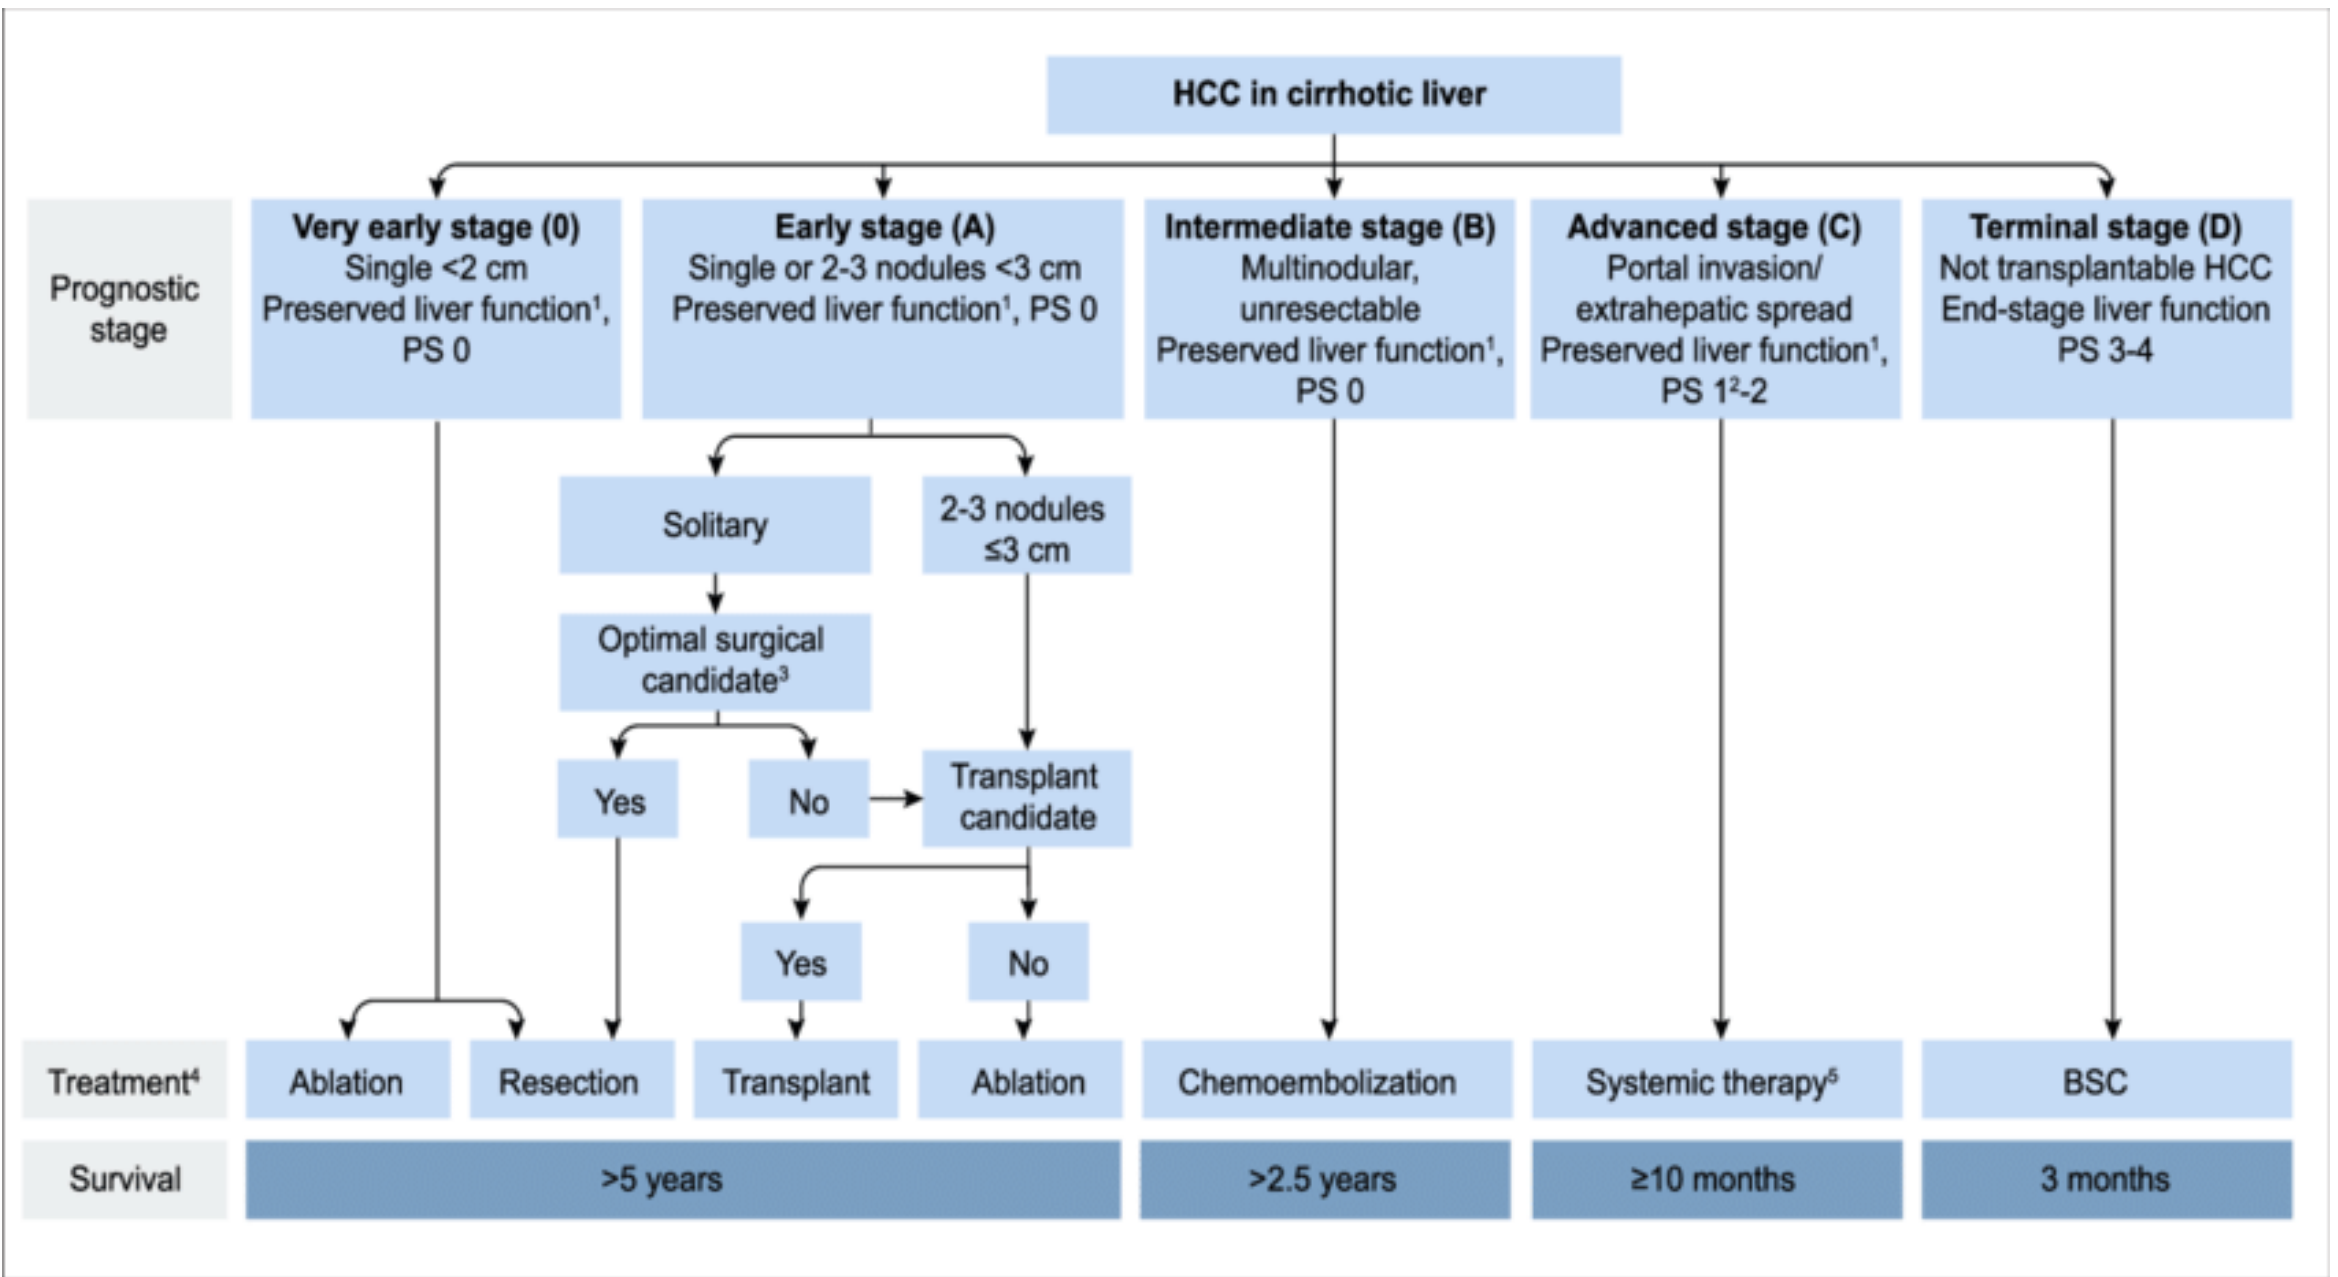 HCC in cirrhotic liver
Prognostic
stage
Very early stage (0)
Single <2 cm
Preserved liver function¹,
PS 0
Early stage (A)
Single or 2-3 nodules <3 cm
Preserved liver function¹, PS 0
Intermediate stage (B)
Multinodular,
unresectable
Preserved liver function¹,
PS 0
Advanced stage (C)
Portal invasion/
extrahepatic spread
Preserved liver function¹,
PS 1²-2
Terminal stage (D)
Not transplantable HCC
End-stage liver function
PS 3-4
Solitary
2-3 nodules
≤3 cm
Optimal surgical
candidate³
Yes
No
Transplant
candidate
Yes
No
Treatment⁴
Ablation
Resection
Transplant
Ablation
Chemoembolization
Systemic therapy⁵
BSC
Survival
>5 years
>2.5 years
≥10 months
3 months